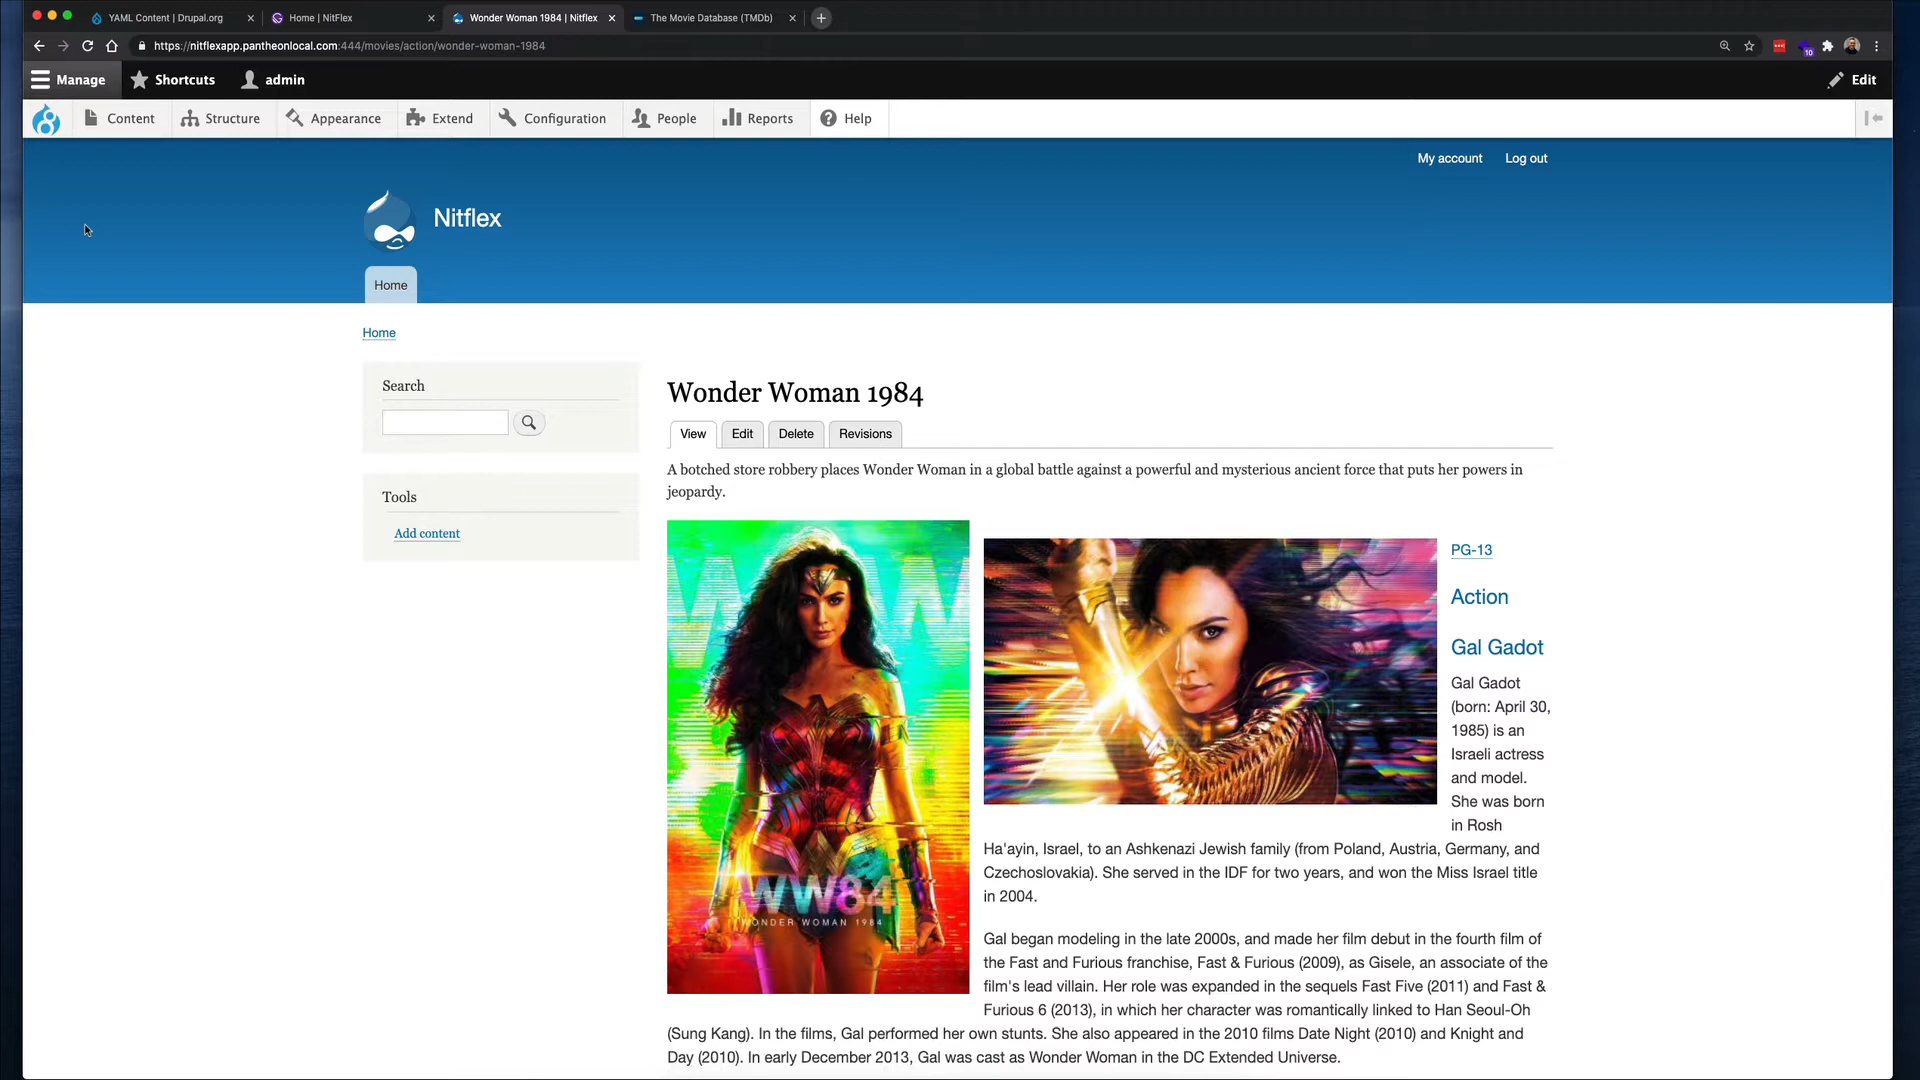 YAML Content | Drupal.org
Home | NitFlex
Wonder Woman 1984 | Nitflex
The Movie Database (TMDb)
https://nitflexapp.pantheonlocal.com:444/movies/action/wonder-woman-1984
10
Manage
Shortcuts
admin
Edit
Content
Structure
Appearance
Extend
Configuration
People
Reports
Help
My account
Log out
Nitflex
Home
Home
Search
Tools
Add content
Wonder Woman 1984
View
Edit
Delete
Revisions
A botched store robbery places Wonder Woman in a global battle against a powerful and mysterious ancient force that puts her powers in
jeopardy.
WW84
WONDER WOMAN 1984
PG-13
Action
Gal Gadot
Gal Gadot
(born: April 30,
1985) is an
Israeli actress
and model.
She was born
in Rosh
Ha'ayin, Israel, to an Ashkenazi Jewish family (from Poland, Austria, Germany, and
Czechoslovakia). She served in the IDF for two years, and won the Miss Israel title
in 2004.
Gal began modeling in the late 2000s, and made her film debut in the fourth film of
the Fast and Furious franchise, Fast & Furious (2009), as Gisele, an associate of the
film's lead villain. Her role was expanded in the sequels Fast Five (2011) and Fast &
Furious 6 (2013), in which her character was romantically linked to Han Seoul-Oh
(Sung Kang). In the films, Gal performed her own stunts. She also appeared in the 2010 films Date Night (2010) and Knight and
Day (2010). In early December 2013, Gal was cast as Wonder Woman in the DC Extended Universe.